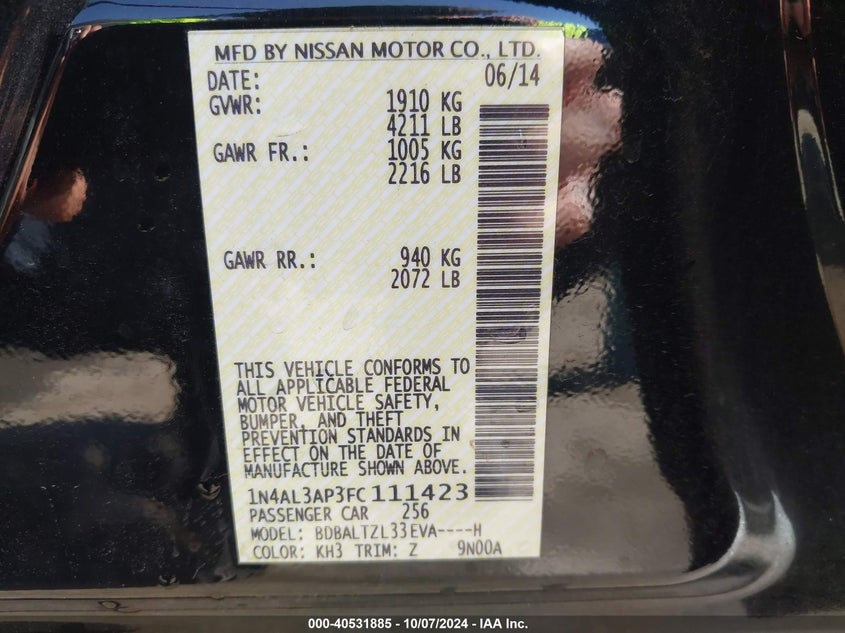 MFD BY NISSAN MOTOR CO., LTD.
DATE: 06/14
GVWR: 1910 KG
4211 LB
GAWR FR.: 1005 KG
2216 LB
GAWR RR.: 940 KG
2072 LB
THIS VEHICLE CONFORMS TO
ALL APPLICABLE FEDERAL
MOTOR VEHICLE SAFETY,
BUMPER, AND THEFT
PREVENTION STANDARDS IN
EFFECT ON THE DATE OF
MANUFACTURE SHOWN ABOVE.
1N4AL3AP3FC111423
PASSENGER CAR 256
MODEL: BDBALTZL33EVA----H
COLOR: KH3 TRIM: Z 9N00A
000-40531885 - 10/07/2024 - IAA Inc.